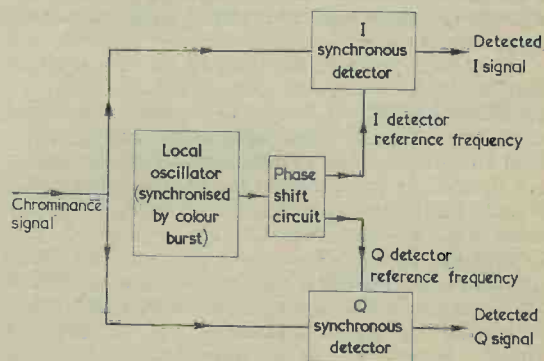 I
synchronous
detector
Detected
I signal
I detector
reference frequency
Local
oscillator
(synchronised
by colour
burst)
Phase
shift
circuit
Chrominance
signal
Q detector
reference frequency
Q
synchronous
detector
Detected
Q signal